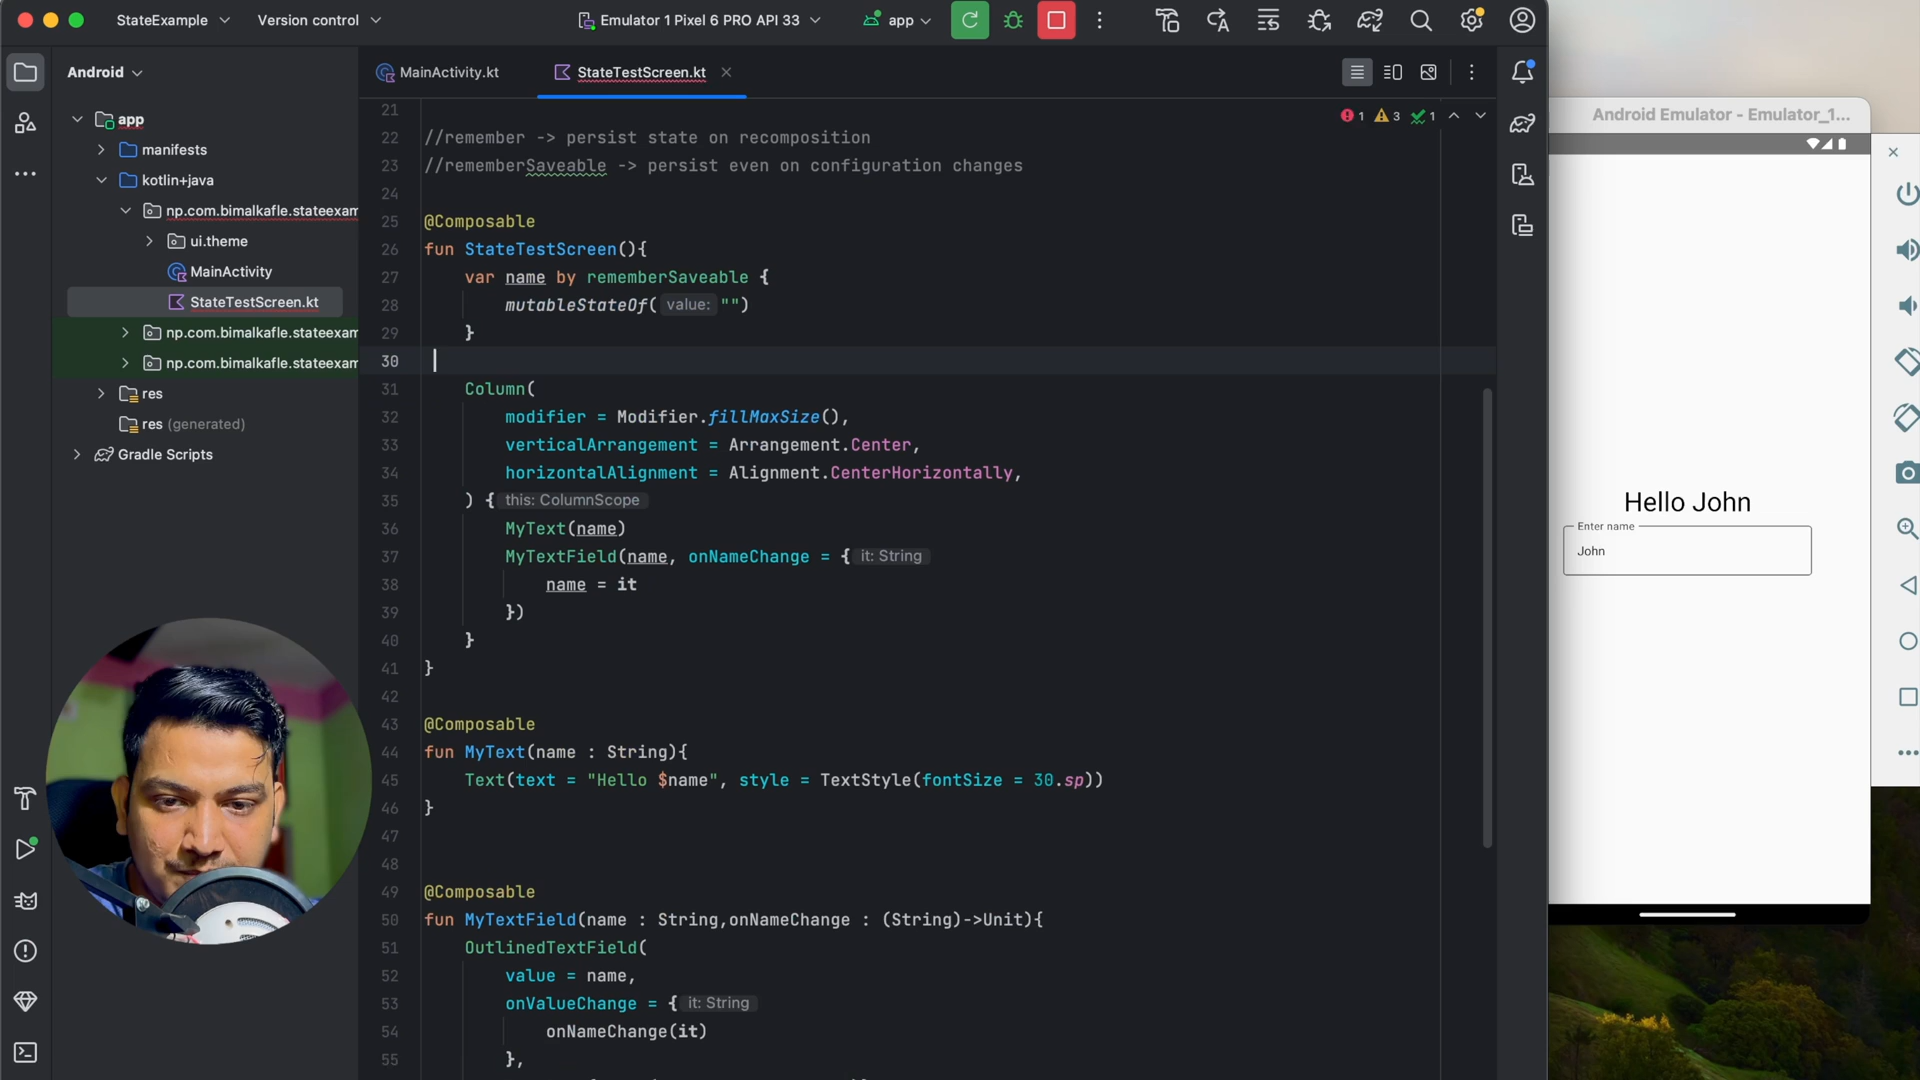 StateExample
Version control
Emulator 1 Pixel 6 PRO API 33
app
Android
MainActivity.kt
StateTestScreen.kt
app
manifests
kotlin+java
np.com.bimalkafle.stateexam
ui.theme
MainActivity
StateTestScreen.kt
np.com.bimalkafle.stateexam
np.com.bimalkafle.stateexam
res
res (generated)
Gradle Scripts
1 3 1
21
22 //remember -> persist state on recomposition
23 //rememberSaveable -> persist even on configuration changes
24
25 @Composable
26 fun StateTestScreen(){
27 var name by rememberSaveable {
28 mutableStateOf( value: "")
29 }
30
31 Column(
32 modifier = Modifier.fillMaxSize(),
33 verticalArrangement = Arrangement.Center,
34 horizontalAlignment = Alignment.CenterHorizontally,
35 ) { this: ColumnScope
36 MyText(name)
37 MyTextField(name, onNameChange = { it: String
38 name = it
39 })
40 }
41 }
42
43 @Composable
44 fun MyText(name : String){
45 Text(text = "Hello $name", style = TextStyle(fontSize = 30.sp))
46 }
47
48
49 @Composable
50 fun MyTextField(name : String,onNameChange : (String)->Unit){
51 OutlinedTextField(
52 value = name,
53 onValueChange = { it: String
54 onNameChange(it)
55 },
Android Emulator - Emulator_1...
Hello John
Enter name
John